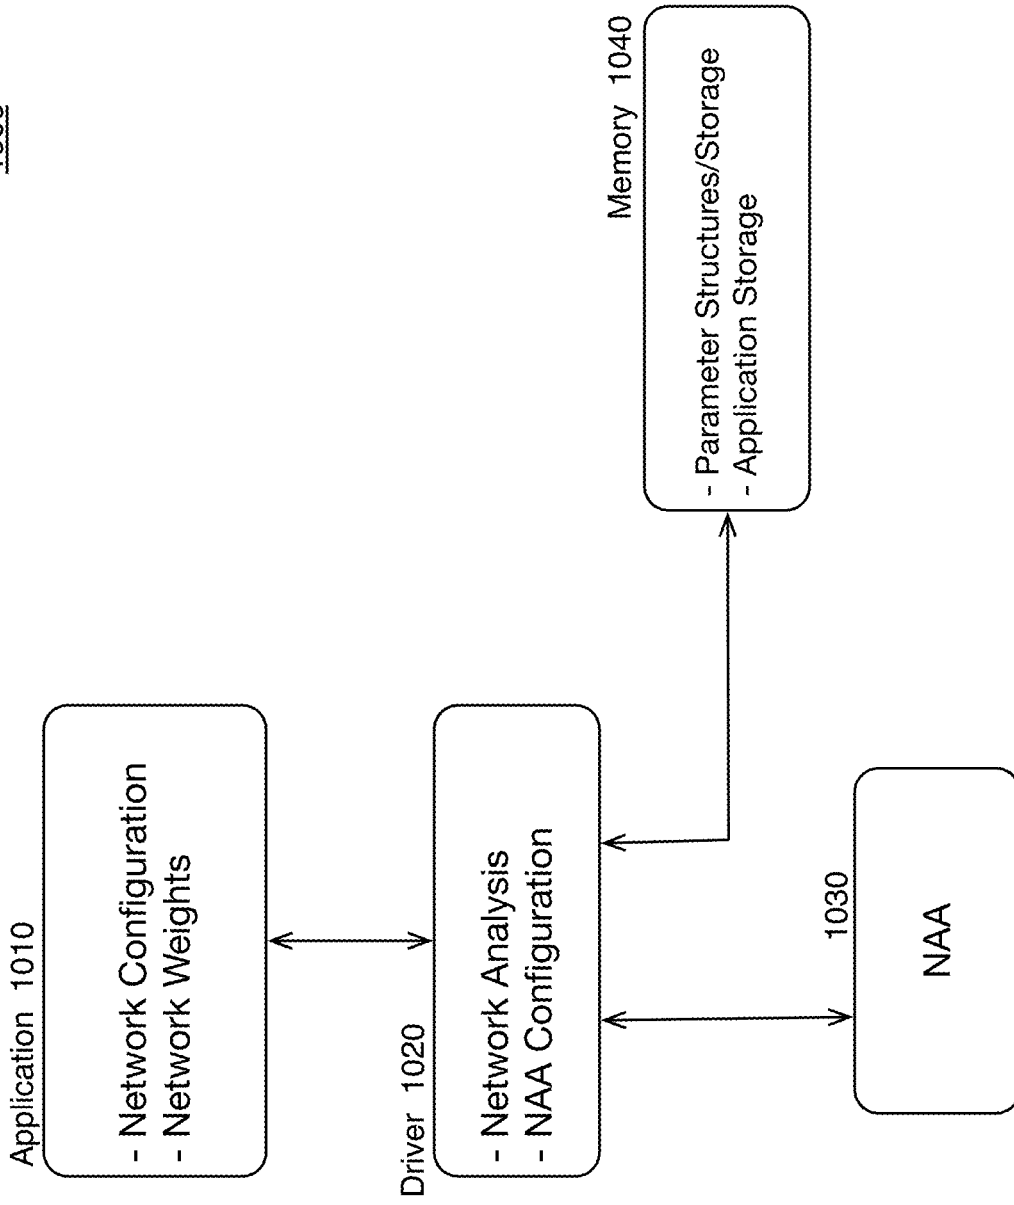 Application 1010
- Network Configuration
- Network Weights
Driver 1020
- Network Analysis
- NAA Configuration
1030
NAA
Memory 1040
- Parameter Structures/Storage
- Application Storage